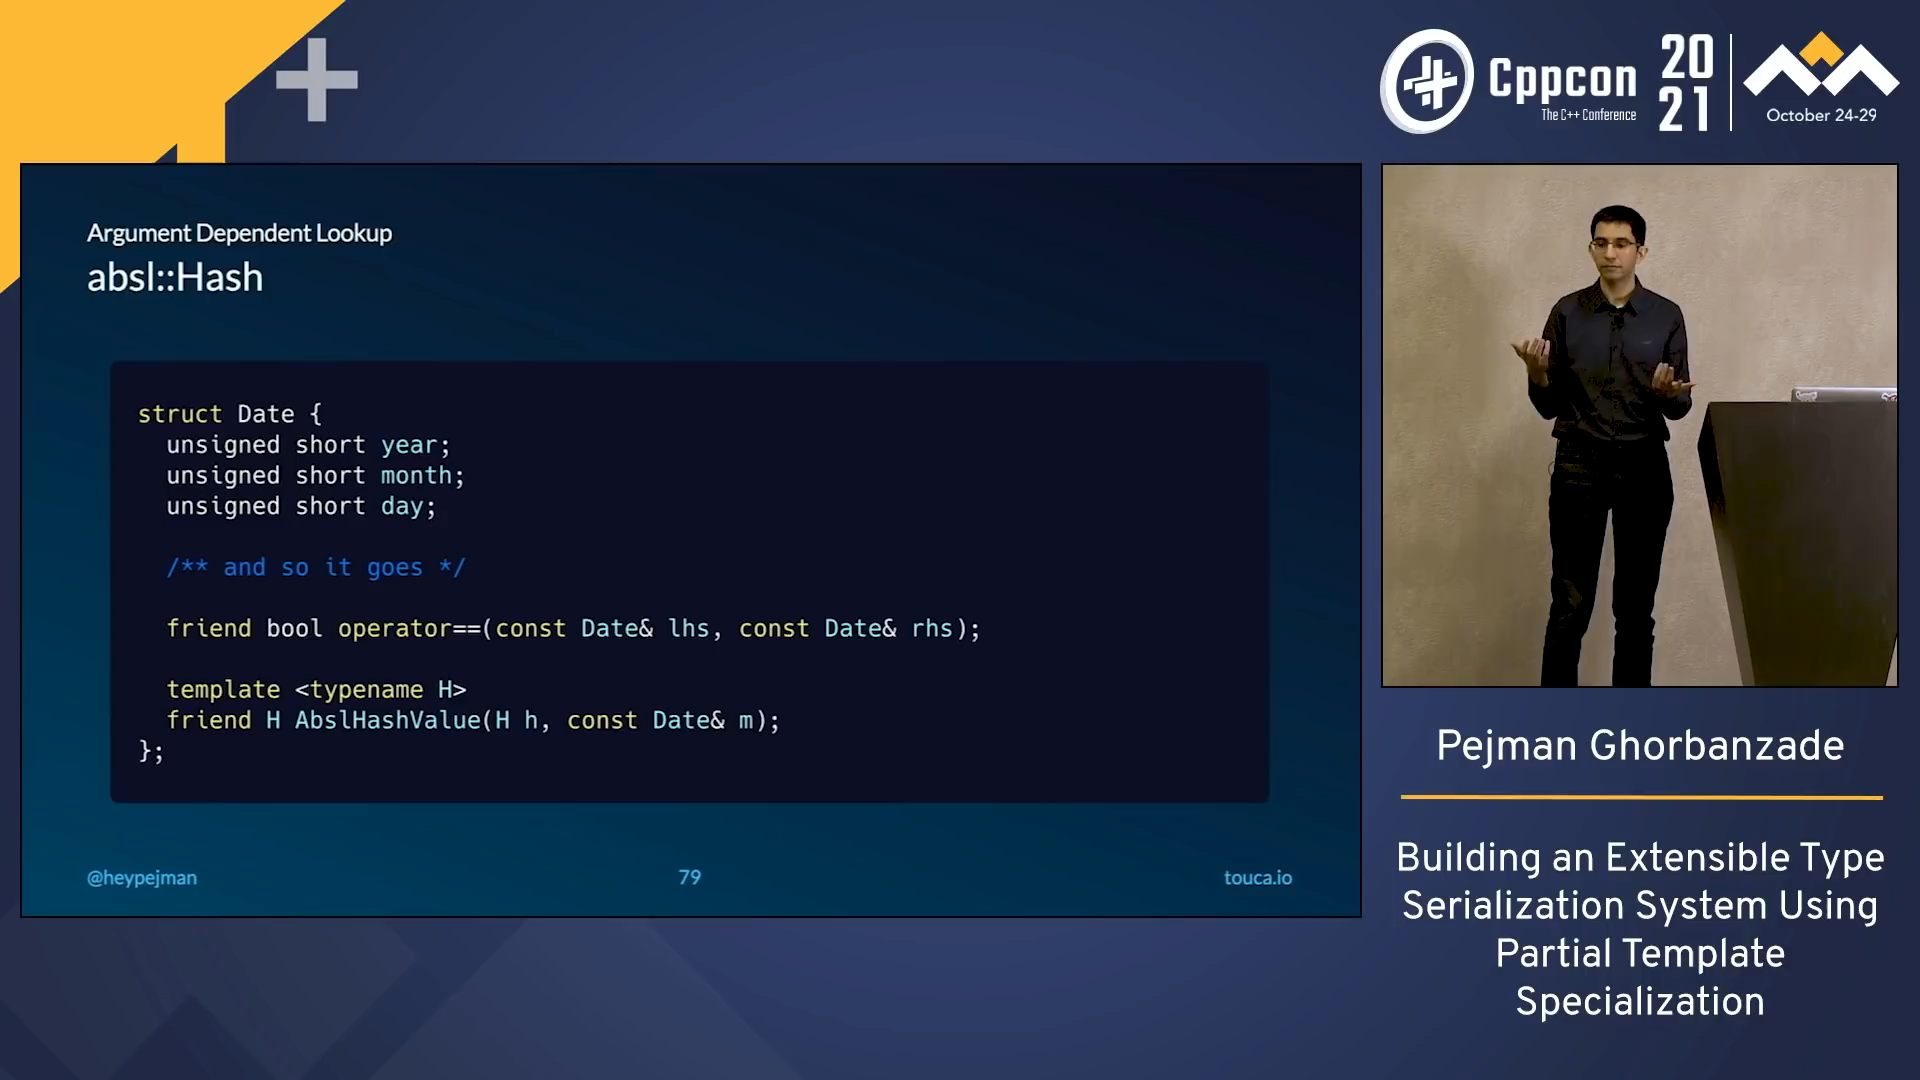 Cppcon
The C++ Conference
20
21
October 24-29
Argument Dependent Lookup
absl::Hash
struct Date {
  unsigned short year;
  unsigned short month;
  unsigned short day;
  /** and so it goes */
  friend bool operator==(const Date& lhs, const Date& rhs);
  template <typename H>
  friend H AbslHashValue(H h, const Date& m);
};
@heypejman
79
touca.io
Pejman Ghorbanzade
Building an Extensible Type
Serialization System Using
Partial Template
Specialization